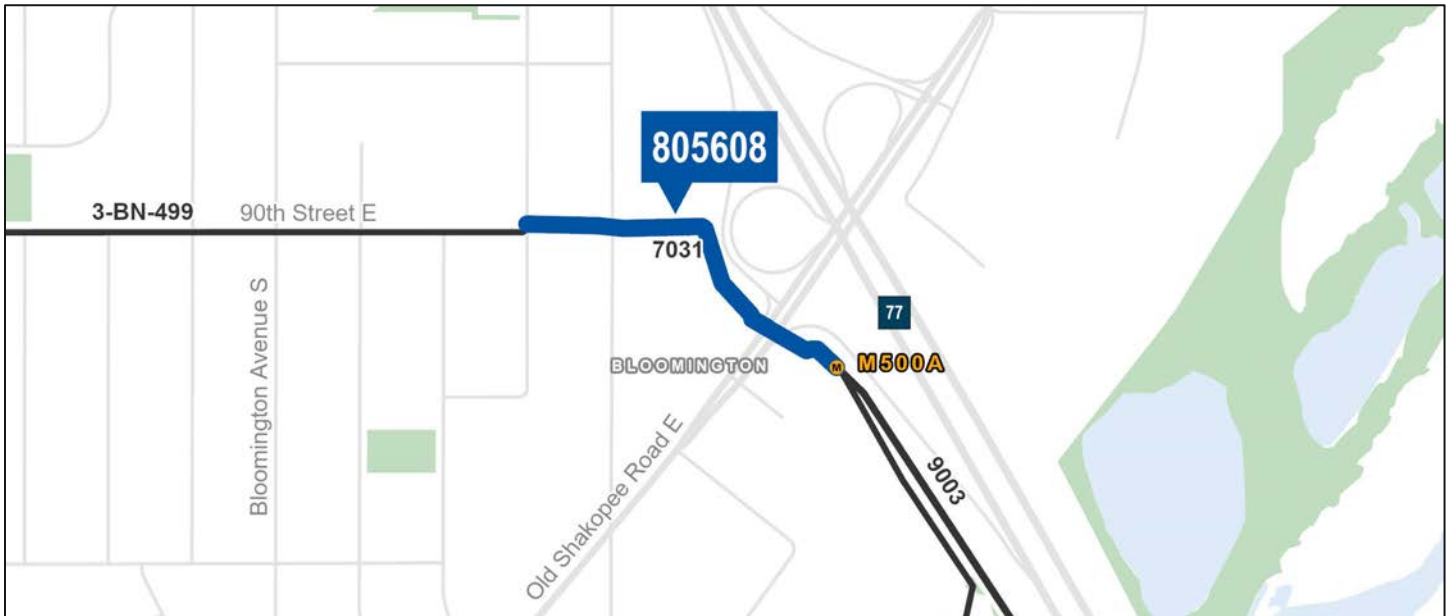 805608
3-BN-499
90th Street E
7031
Bloomington Avenue S
77
BLOOMINGTON
M
M500A
Old Shakopee Road E
9003